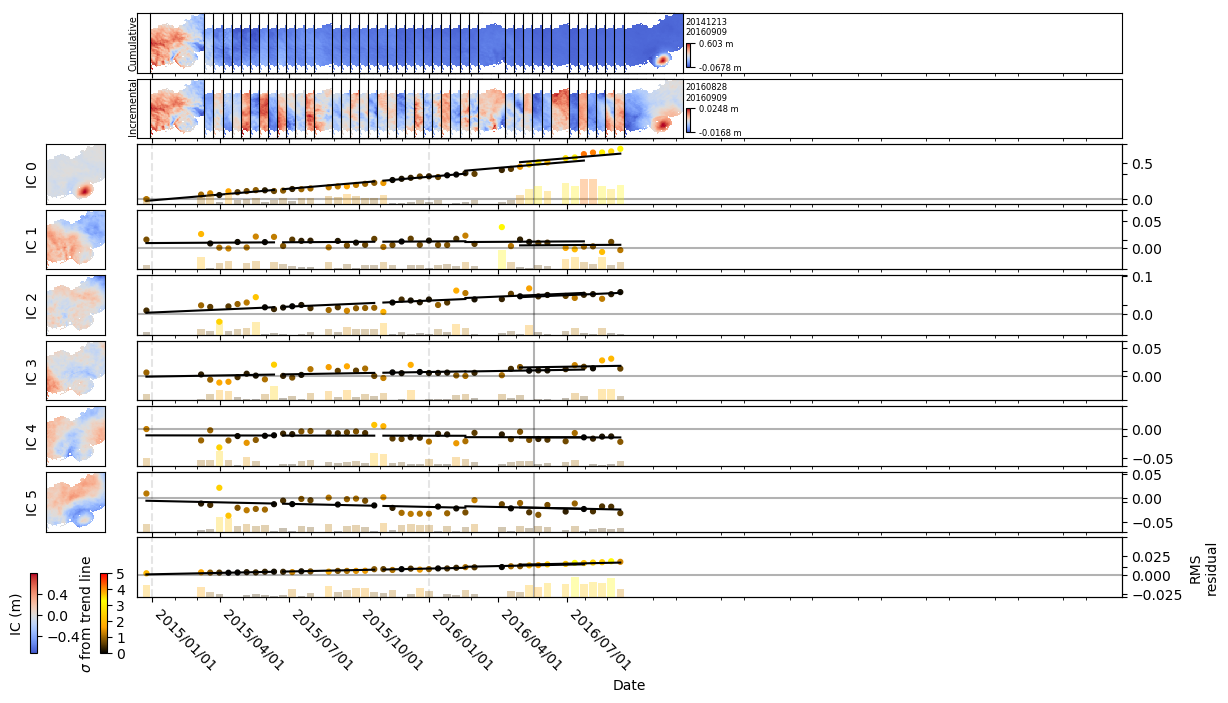 Cumulative
20141213
20160909
0.603 m
-0.0678 m
Incremental
20160828
20160909
0.0248 m
-0.0168 m
IC 0
0.5
0.0
IC 1
0.05
0.00
IC 2
0.1
0.0
IC 3
0.05
0.00
IC 4
0.00
−0.05
IC 5
0.05
0.00
−0.05
0.025
0.000
−0.025
RMS
residual
IC (m)
0.4
0.0
−0.4
σ from trend line
5
4
3
2
1
0
2015/01/01
2015/04/01
2015/07/01
2015/10/01
2016/01/01
2016/04/01
2016/07/01
Date